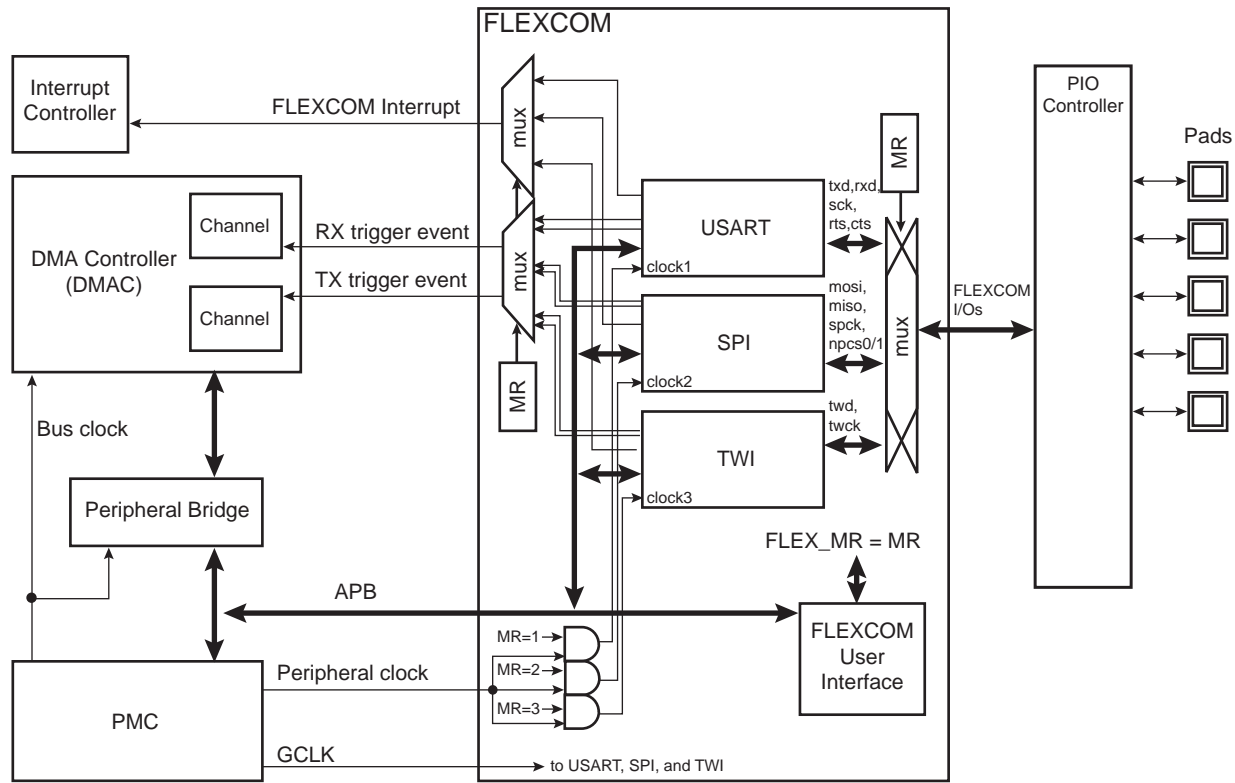 FLEXCOM
Interrupt
Controller
FLEXCOM Interrupt
mux
PIO
Controller
Pads
MR
DMA Controller
(DMAC)
Channel
Channel
RX trigger event
TX trigger event
mux
MR
USART
clock1
txd,rxd,
sck,
rts,cts
SPI
clock2
mosi,
miso,
spck,
npcs0/1
mux
FLEXCOM
I/Os
TWI
clock3
twd,
twck
Bus clock
Peripheral Bridge
FLEX_MR = MR
APB
FLEXCOM
User
Interface
MR=1
MR=2
MR=3
Peripheral clock
PMC
GCLK
to USART, SPI, and TWI